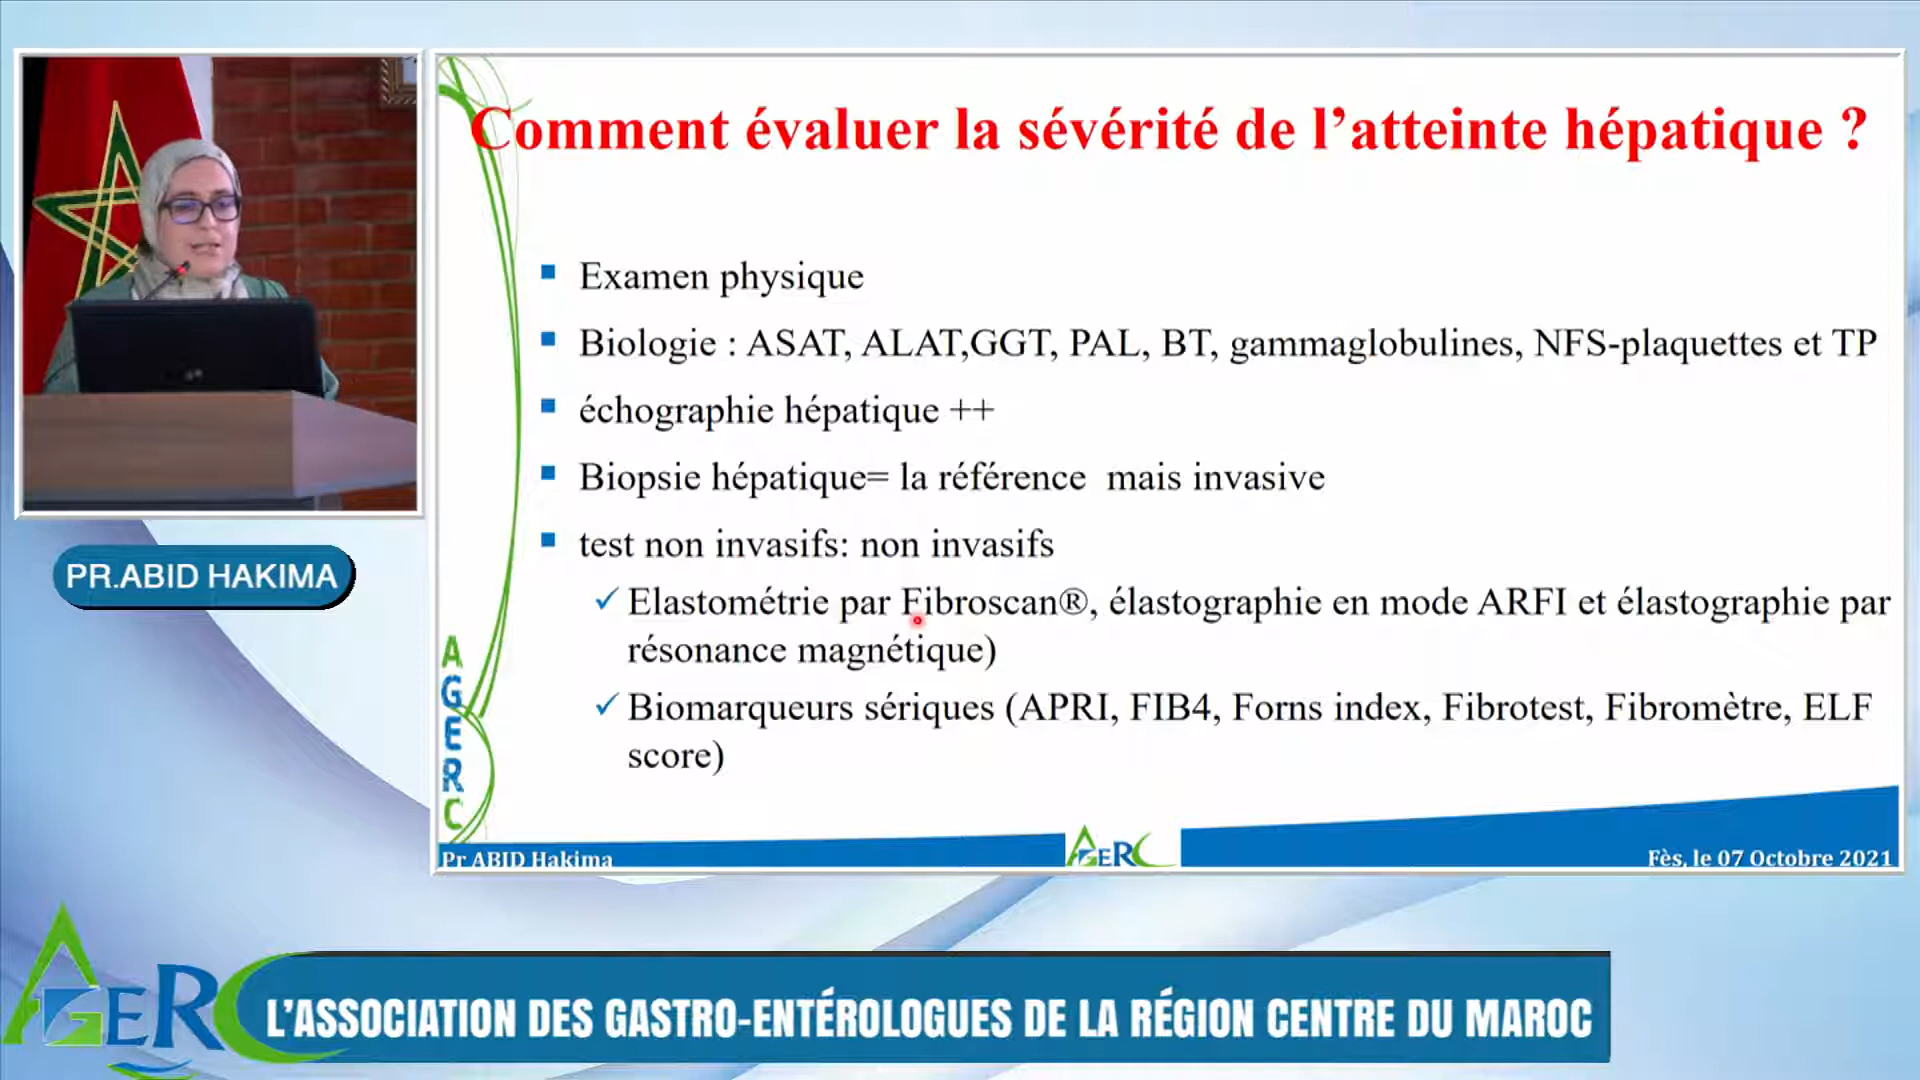 Comment évaluer la sévérité de l’atteinte hépatique ?
Examen physique
Biologie : ASAT, ALAT,GGT, PAL, BT, gammaglobulines, NFS-plaquettes et TP
échographie hépatique ++
Biopsie hépatique= la référence mais invasive
test non invasifs: non invasifs
Elastométrie par Fibroscan®, élastographie en mode ARFI et élastographie par
résonance magnétique)
Biomarqueurs sériques (APRI, FIB4, Forns index, Fibrotest, Fibromètre, ELF
score)
AGERC
Pr ABID Hakima
AGERC
Fès, le 07 Octobre 2021
PR.ABID HAKIMA
AGERC
L’ASSOCIATION DES GASTRO-ENTÉROLOGUES DE LA RÉGION CENTRE DU MAROC